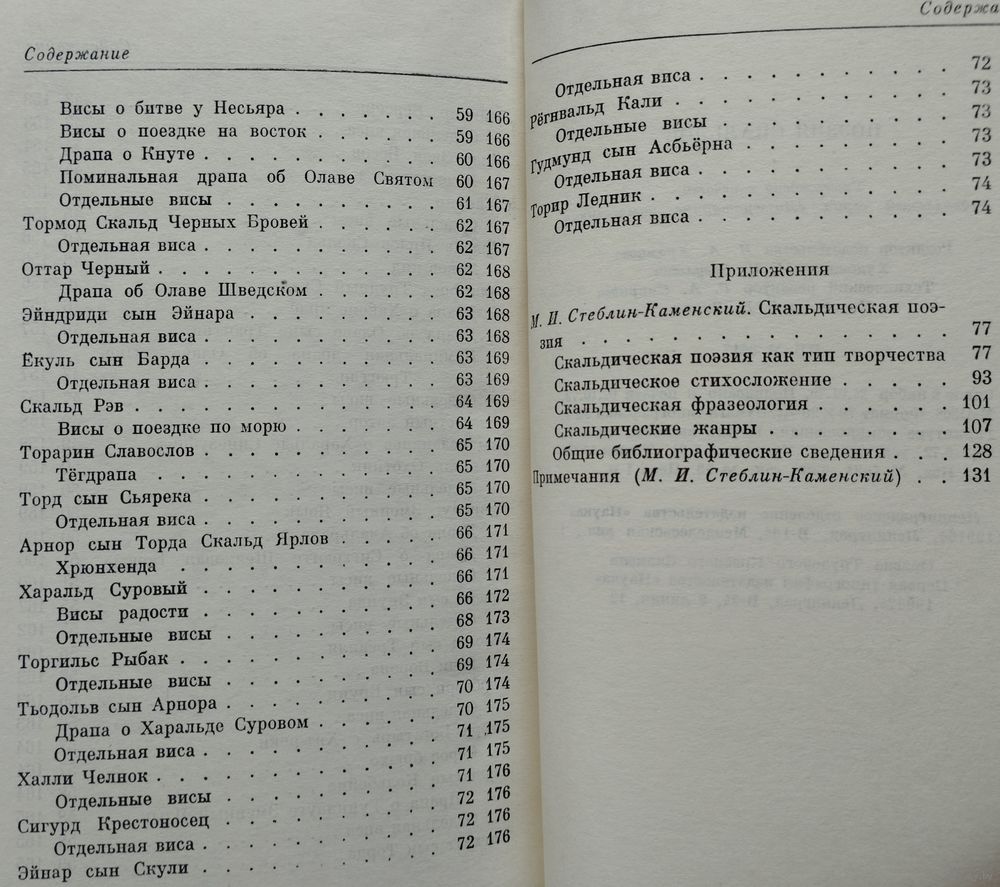 Содержание
Висы о битве у Несьяра . . . . . . . 59 166
Висы о поездке на восток . . . . . . 59 166
Драпа о Кнуте . . . . . . . . . . . 60 166
Поминальная драпа об Олаве Святом 60 167
Отдельные висы . . . . . . . . . . 61 167
Тормод Скальд Черных Бровей . . . . . . 62 167
Отдельная виса . . . . . . . . . . . 62 167
Оттар Черный . . . . . . . . . . . . . 62 168
Драпа об Олаве Шведском . . . . . . 62 168
Эйндриди сын Эйнара . . . . . . . . . 63 168
Отдельная виса . . . . . . . . . . . 63 168
Ёкуль сын Барда . . . . . . . . . . . 63 169
Отдельная виса . . . . . . . . . . . 63 169
Скальд Рэв . . . . . . . . . . . . . . 64 169
Висы о поездке по морю . . . . . . . 64 169
Торарин Славослов . . . . . . . . . . 65 170
Тёгдрапа . . . . . . . . . . . . . 65 170
Торд сын Сьярека . . . . . . . . . . . 65 170
Отдельная виса . . . . . . . . . . . 65 170
Арнор сын Торда Скальд Ярлов . . . . . 66 171
Хрюнхенда . . . . . . . . . . . . 66 171
Харальд Суровый . . . . . . . . . . . 66 171
Висы радости . . . . . . . . . . . 66 172
Отдельные висы . . . . . . . . . . 68 173
Торгильс Рыбак . . . . . . . . . . . . 69 174
Отдельные висы . . . . . . . . . . 69 174
Тьодольв сын Арнора . . . . . . . . . 70 174
Драпа о Харальде Суровом . . . . . . 70 175
Отдельная виса . . . . . . . . . . . 71 175
Халли Челнок . . . . . . . . . . . . . 71 175
Отдельные висы . . . . . . . . . . 71 176
Сигурд Крестоносец . . . . . . . . . . 72 176
Отдельная виса . . . . . . . . . . . 72 176
Эйнар сын Скули . . . . . . . . . . . 72 176
Содержа
Отдельная виса . . . . . . . . . . . 72
Рёгнвальд Кали . . . . . . . . . . . . 73
Отдельные висы . . . . . . . . . . 73
Гудмунд сын Асбьёрна . . . . . . . . . 73
Отдельная виса . . . . . . . . . . . 73
Торир Ледник . . . . . . . . . . . . . 74
Отдельная виса . . . . . . . . . . . 74
Приложения
М. И. Стеблин-Каменский. Скальдическая поэ-
зия . . . . . . . . . . . . . . . . 77
Скальдическая поэзия как тип творчества 77
Скальдическое стихосложение . . . . . 93
Скальдическая фразеология . . . . . . 101
Скальдические жанры . . . . . . . . 107
Общие библиографические сведения . . . 128
Примечания (М. И. Стеблин-Каменский) . . 131